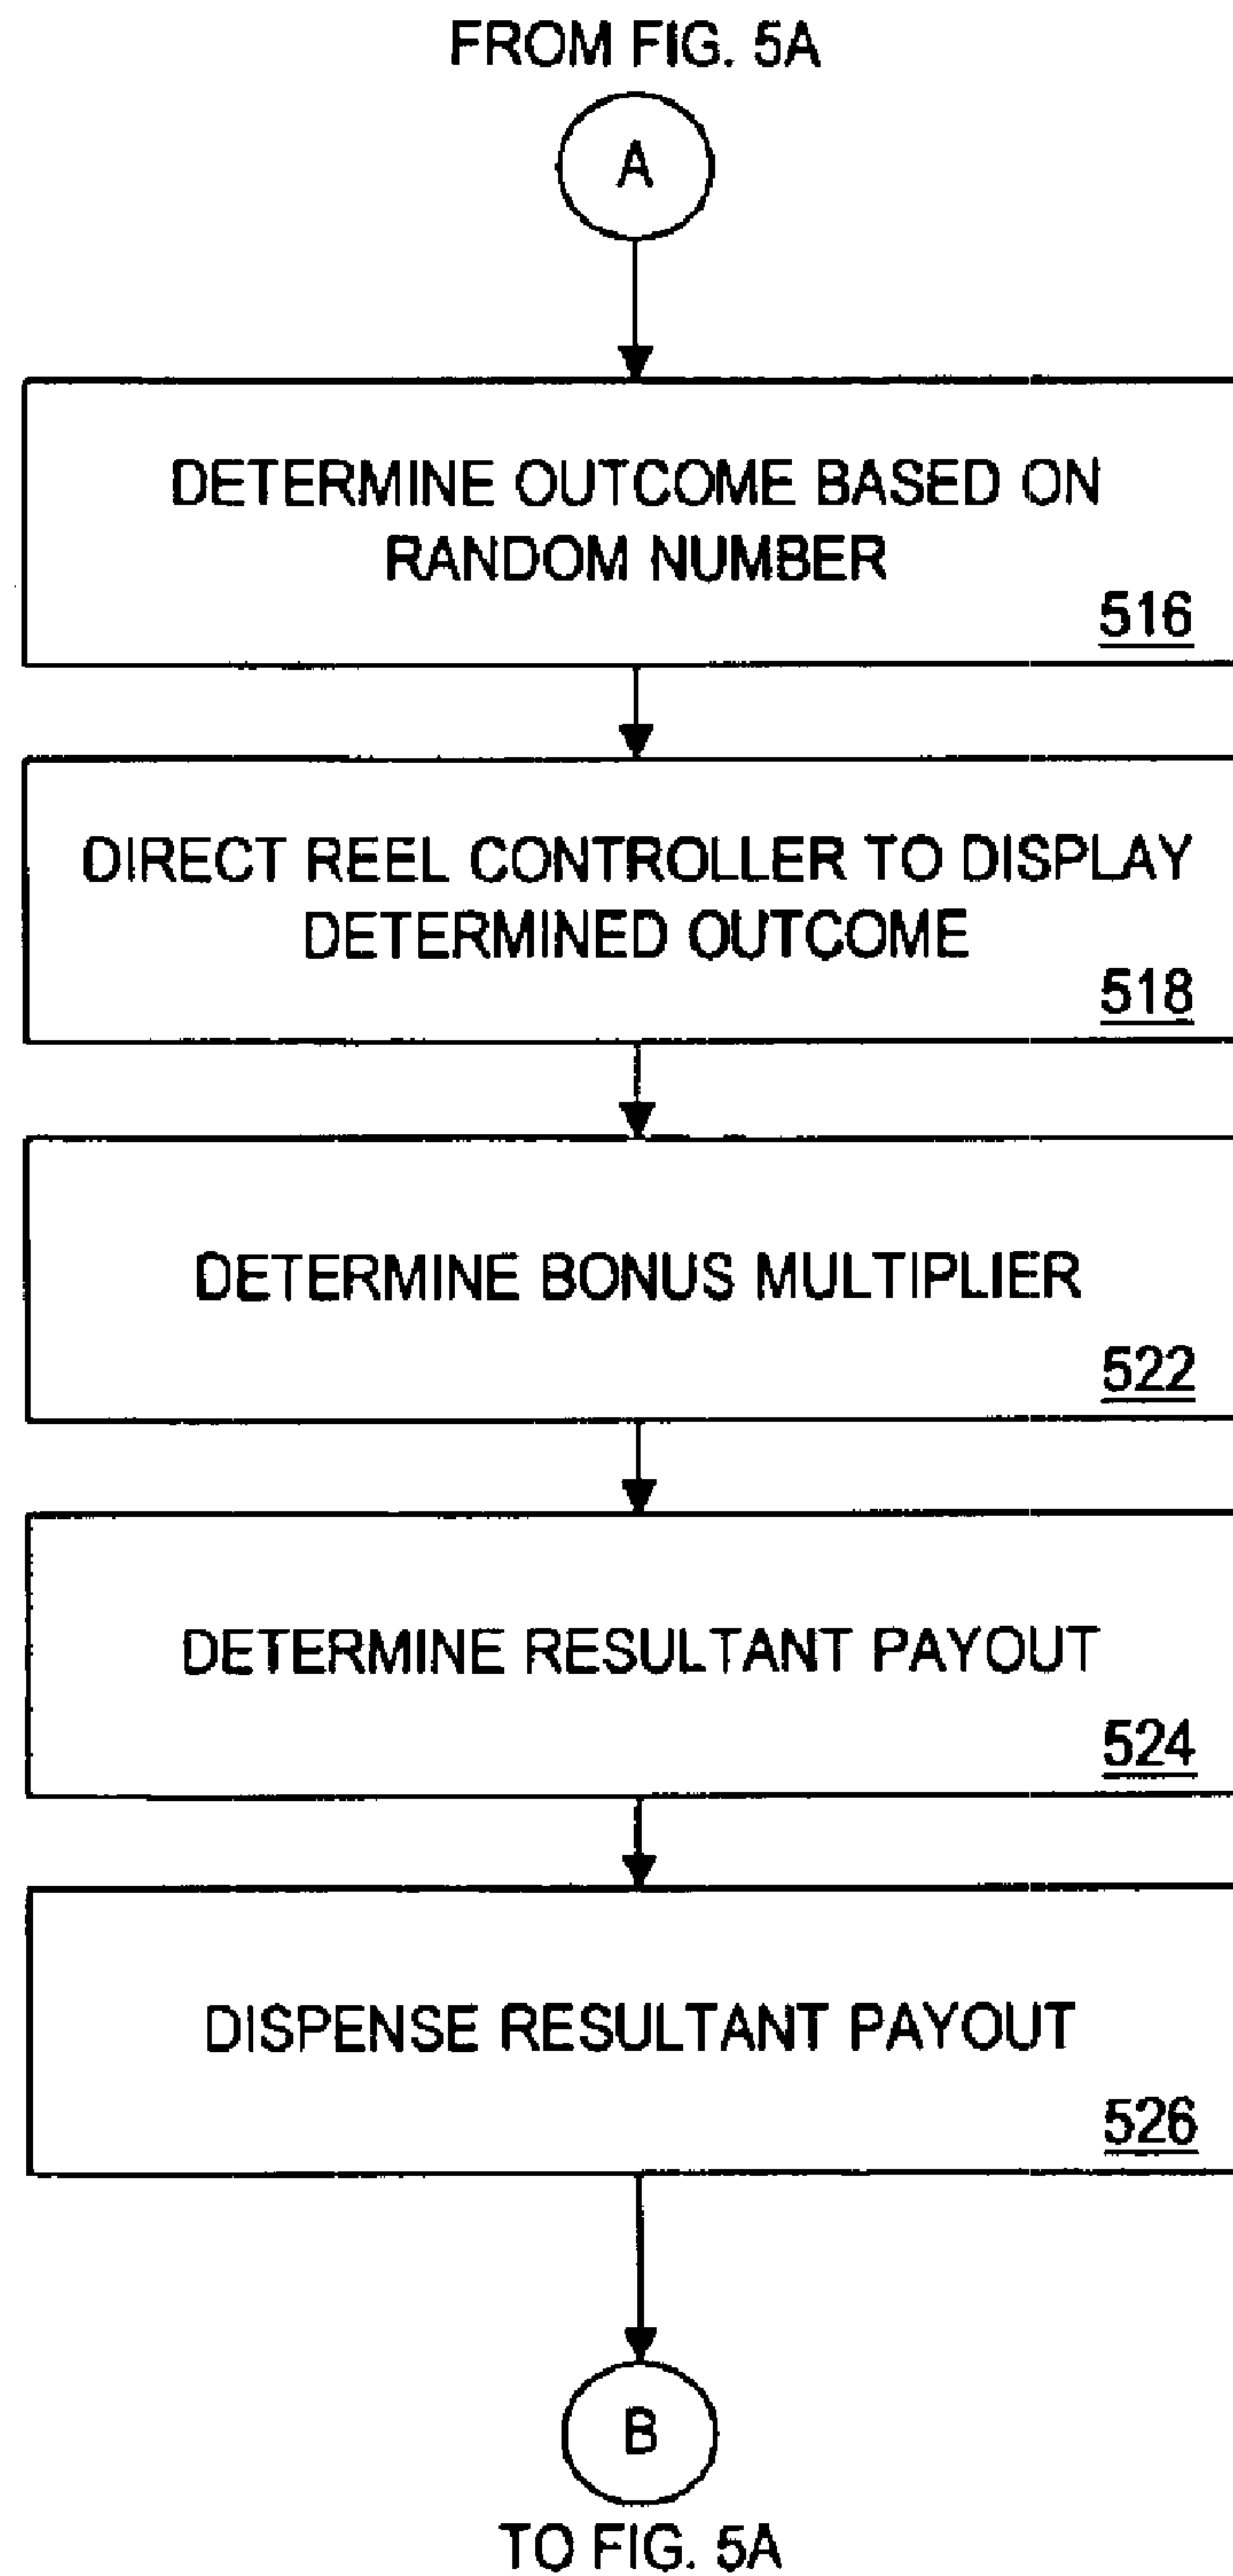 FROM FIG. 5A
A
DETERMINE OUTCOME BASED ON
RANDOM NUMBER
516
DIRECT REEL CONTROLLER TO DISPLAY
DETERMINED OUTCOME
518
DETERMINE BONUS MULTIPLIER
522
DETERMINE RESULTANT PAYOUT
524
DISPENSE RESULTANT PAYOUT
526
B
TO FIG. 5A